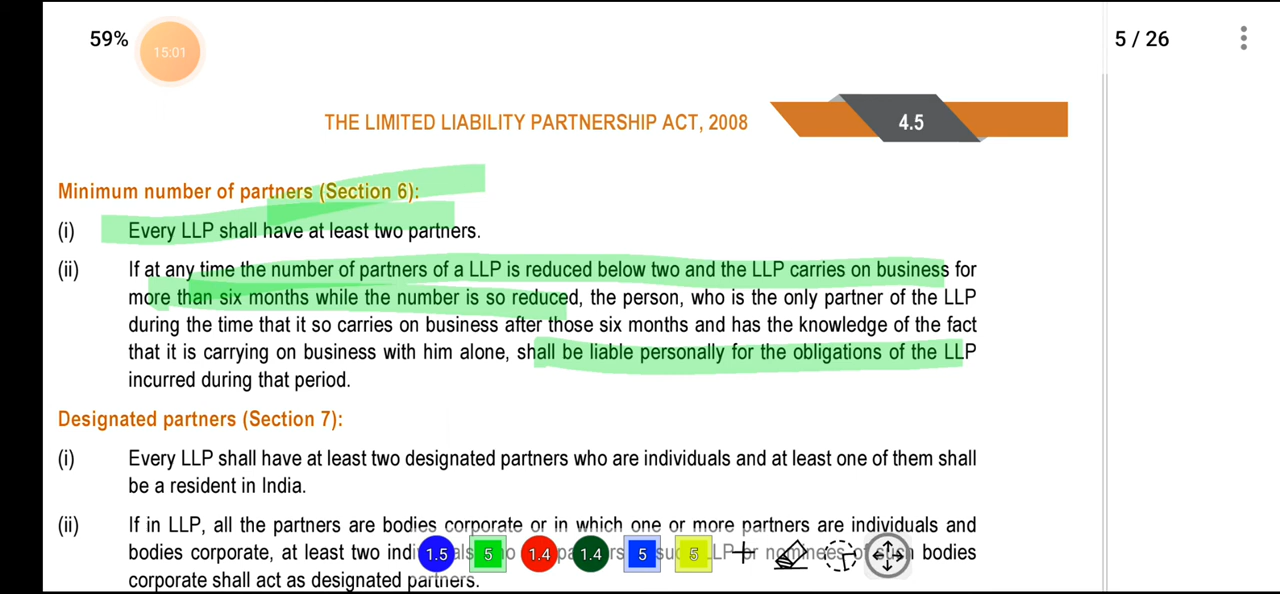 59%
15:01
5 / 26
THE LIMITED LIABILITY PARTNERSHIP ACT, 2008
4.5
Minimum number of partners (Section 6):
(i) Every LLP shall have at least two partners.
(ii) If at any time the number of partners of a LLP is reduced below two and the LLP carries on business for
more than six months while the number is so reduced, the person, who is the only partner of the LLP
during the time that it so carries on business after those six months and has the knowledge of the fact
that it is carrying on business with him alone, shall be liable personally for the obligations of the LLP
incurred during that period.
Designated partners (Section 7):
(i) Every LLP shall have at least two designated partners who are individuals and at least one of them shall
be a resident in India.
(ii) If in LLP, all the partners are bodies corporate or in which one or more partners are individuals and
bodies corporate, at least two LLP or nominees of such bodies
corporate shall act as designated partners.
1.5 5 1.4 1.4 5 5